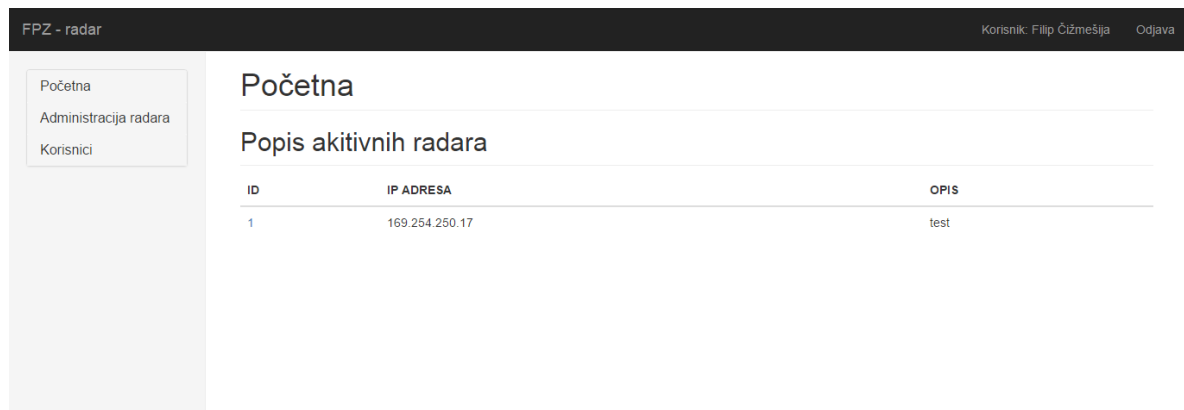 FPZ - radar Korisnik: Filip Čižmešija Odjava
Početna
Administracija radara
Korisnici
Početna
Popis akitivnih radara
ID IP ADRESA OPIS
1 169.254.250.17 test